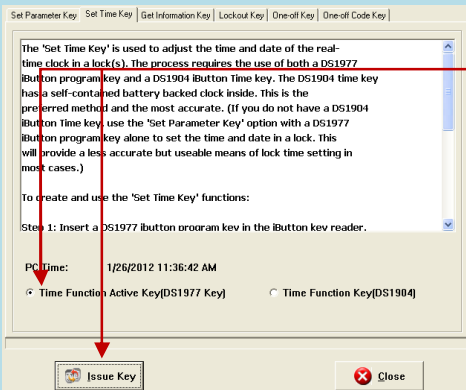 Set Parameter Key Set Time Key Get Information Key Lockout Key One-off Key One-off Code Key
The 'Set Time Key' is used to adjust the time and date of the real-
time clock in a lock(s). The process requires the use of both a DS1977
iButton program key and a DS1904 iButton Time key. The DS1904 time key
has a self-contained battery backed clock inside. This is the
preferred method and the most accurate. (If you do not have a DS1904
iButton Time key, use the 'Set Parameter Key' option with a DS1977
iButton program key alone to set the time and date in a lock. This
will provide a less accurate but useable means of lock time setting in
most cases.)
To create and use the 'Set Time Key' functions:
Step 1: Insert a DS1977 ibutton program key in the iButton key reader.
PC Time: 1/26/2012 11:36:42 AM
Time Function Active Key(DS1977 Key) Time Function Key(DS1904)
Issue Key Close